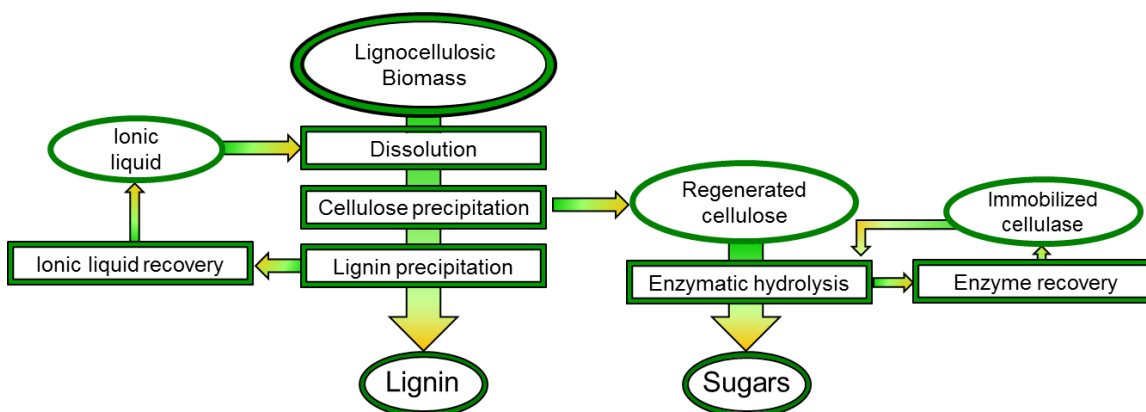 Lignocellulosic
Biomass
Ionic
liquid
Dissolution
Cellulose precipitation
Regenerated
cellulose
Immobilized
cellulase
Ionic liquid recovery
Lignin precipitation
Enzymatic hydrolysis
Enzyme recovery
Lignin
Sugars